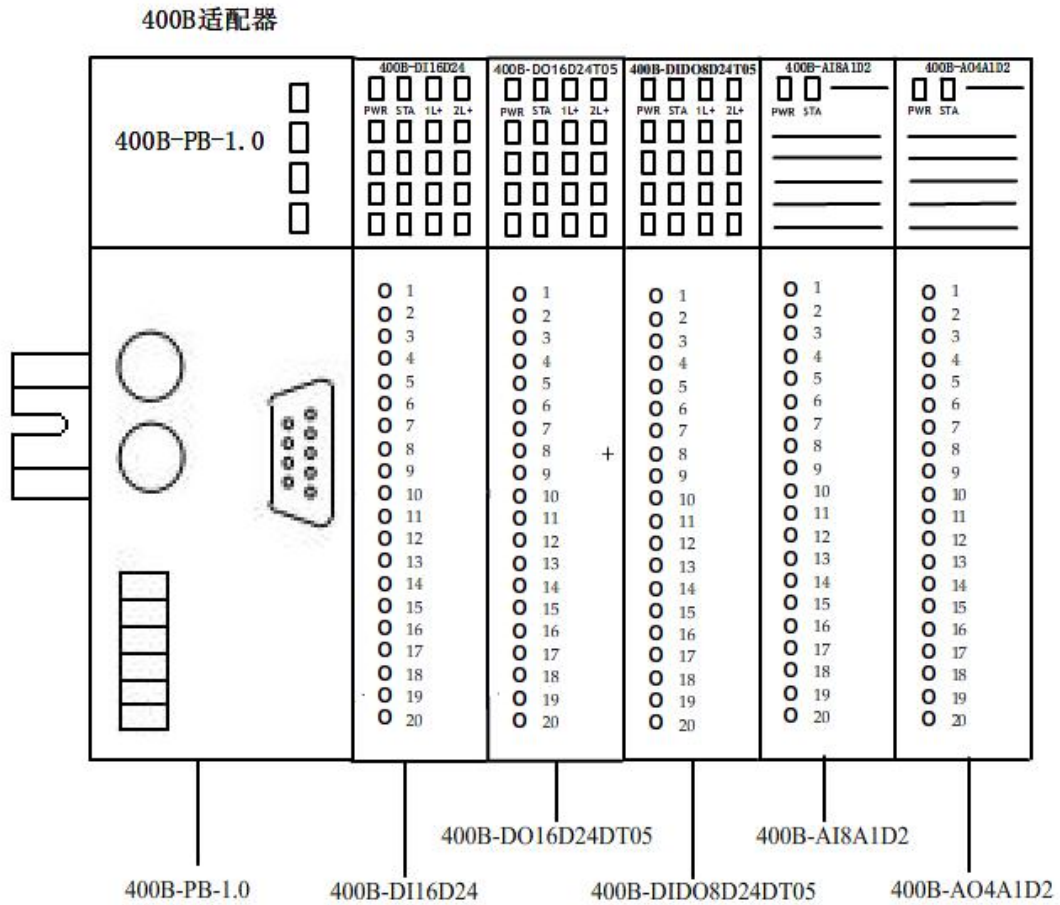 400B适配器
400B-DI16D24 400B-DO16D24T05 400B-DIDO8D24T05 400B-AI8A1D2 400B-AO4A1D2
PWR STA 1L+ 2L+ PWR STA 1L+ 2L+ PWR STA 1L+ 2L+ PWR STA PWR STA
400B-PB-1.0
1 1 1 1 1
2 2 2 2 2
3 3 3 3 3
4 4 4 4 4
5 5 5 5 5
6 6 6 6 6
7 7 7 7 7
8 8 + 8 8 8
9 9 9 9 9
10 10 10 10 10
11 11 11 11 11
12 12 12 12 12
13 13 13 13 13
14 14 14 14 14
15 15 15 15 15
16 16 16 16 16
17 17 17 17 17
18 18 18 18 18
19 19 19 19 19
20 20 20 20 20
400B-DO16D24DT05 400B-AI8A1D2
400B-PB-1.0 400B-DI16D24 400B-DIDO8D24DT05 400B-AO4A1D2